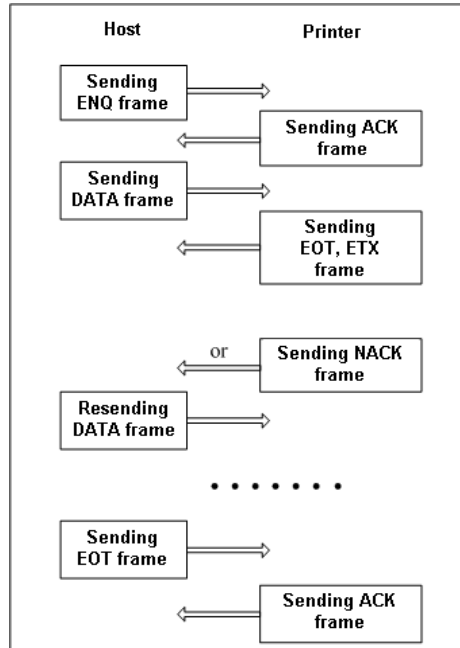 Host Printer
Sending
ENQ frame
Sending ACK
frame
Sending
DATA frame
Sending
EOT, ETX
frame
or
Sending NACK
frame
Resending
DATA frame
Sending
EOT frame
Sending ACK
frame